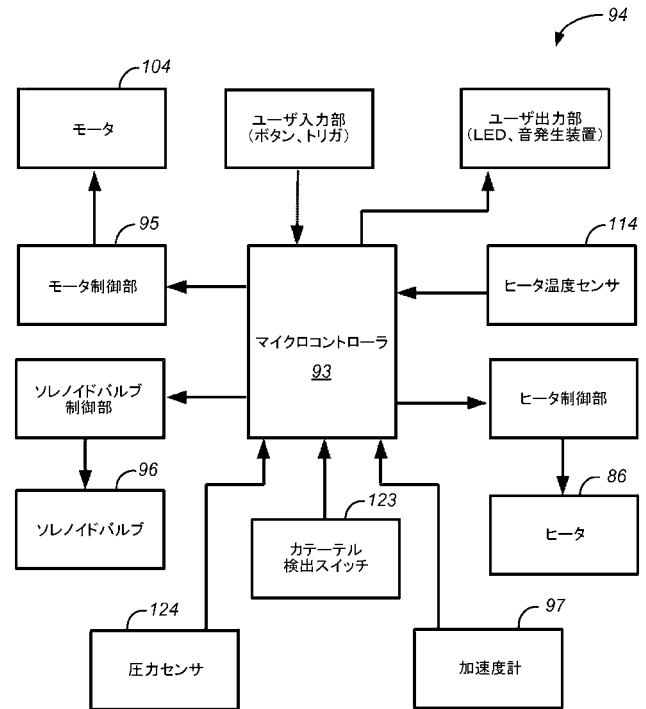 94
104
モータ
ユーザ入力部
(ボタン、トリガ)
ユーザ出力部
(LED、音発生装置)
95
モータ制御部
114
ヒータ温度センサ
マイクロコントローラ
93
ソレノイドバルブ
制御部
ヒータ制御部
96
ソレノイドバルブ
123
カテーテル
検出スイッチ
86
ヒータ
124
圧力センサ
97
加速度計